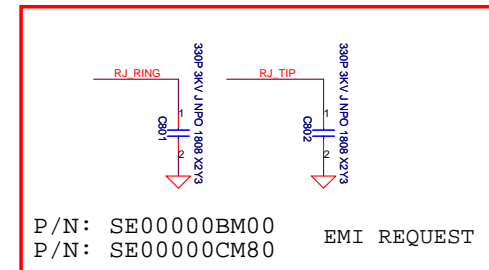 RJ_RING
1
C801
2
330P 3KV J NPO 1808 X2Y3
RJ_TIP
1
C802
2
330P 3KV J NPO 1808 X2Y3
P/N: SE00000BM00
P/N: SE00000CM80
EMI REQUEST